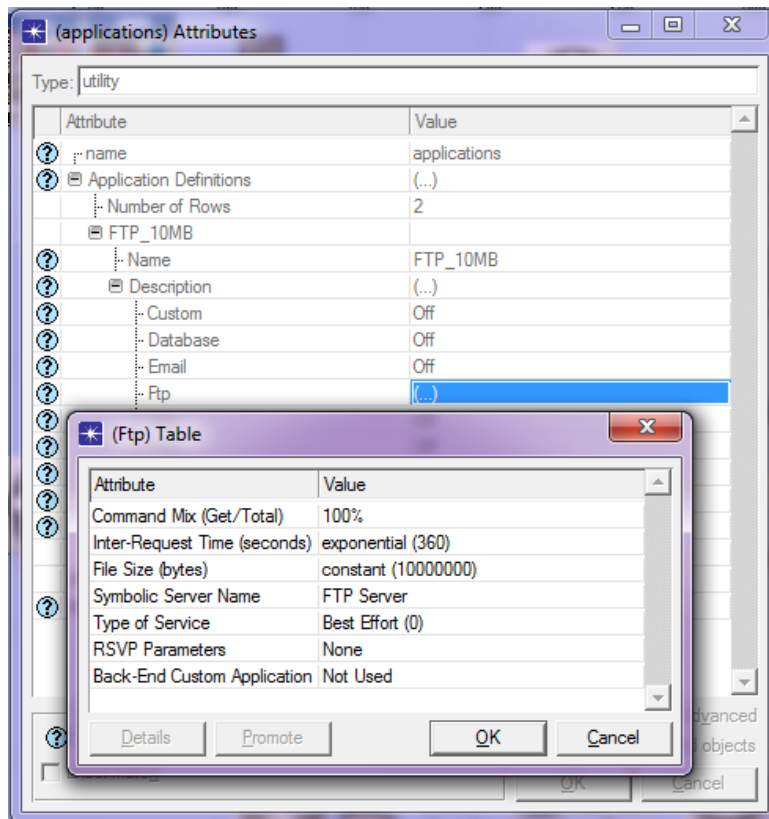 (applications) Attributes
Type: utility
Attribute Value
name applications
Application Definitions (...)
Number of Rows 2
FTP_10MB
Name FTP_10MB
Description (...)
Custom Off
Database Off
Email Off
Ftp (...)
(Ftp) Table
Attribute Value
Command Mix (Get/Total) 100%
Inter-Request Time (seconds) exponential (360)
File Size (bytes) constant (10000000)
Symbolic Server Name FTP Server
Type of Service Best Effort (0)
RSVP Parameters None
Back-End Custom Application Not Used
Details Promote OK Cancel
objects
OK Cancel